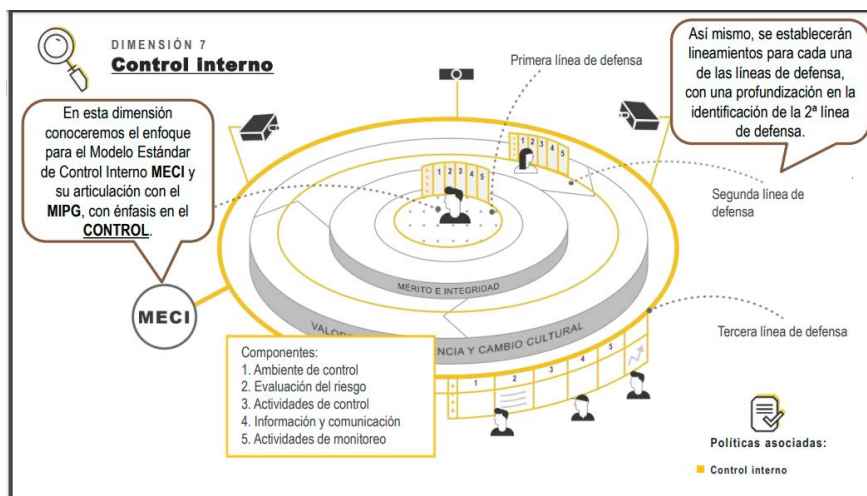 DIMENSIÓN 7
Control interno
En esta dimensión
conoceremos el enfoque
para el Modelo Estándar
de Control Interno MECI y
su articulación con el
MIPG, con énfasis en el
CONTROL.
Primera línea de defensa
Así mismo, se establecerán
lineamientos para cada una
de las líneas de defensa,
con una profundización en la
identificación de la 2ª línea
de defensa.
1 2 3 4 5
1 2 3 4 5
Segunda línea de
defensa
MÉRITO E INTEGRIDAD
MECI
ENCIA Y CAMBIO CULTURAL
Tercera línea de defensa
Componentes:
1. Ambiente de control
2. Evaluación del riesgo
3. Actividades de control
4. Información y comunicación
5. Actividades de monitoreo
1 2 3 4 5
Políticas asociadas:
Control interno